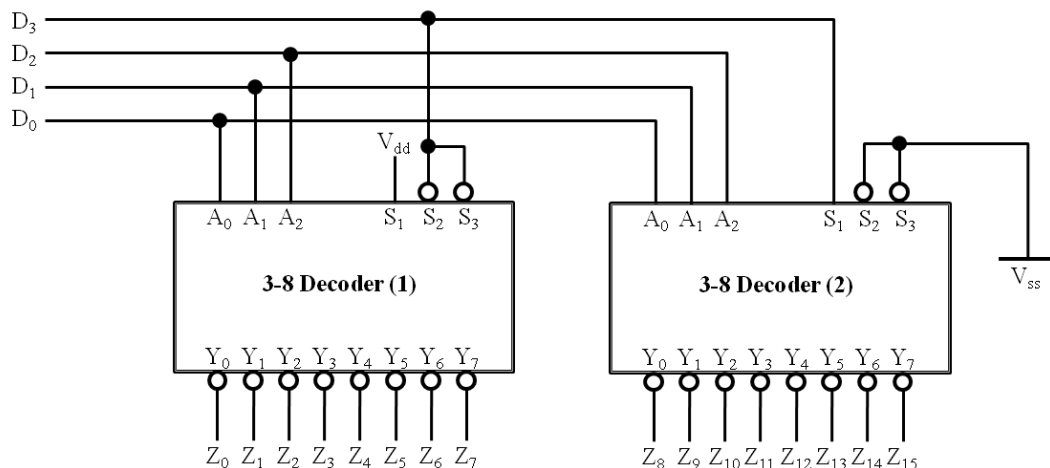 D₃
D₂
D₁
D₀
V_dd
A₀ A₁ A₂ S₁ S₂ S₃
A₀ A₁ A₂ S₁ S₂ S₃
3-8 Decoder (1)
3-8 Decoder (2)
V_ss
Y₀ Y₁ Y₂ Y₃ Y₄ Y₅ Y₆ Y₇
Y₀ Y₁ Y₂ Y₃ Y₄ Y₅ Y₆ Y₇
Z₀ Z₁ Z₂ Z₃ Z₄ Z₅ Z₆ Z₇
Z₈ Z₉ Z₁₀ Z₁₁ Z₁₂ Z₁₃ Z₁₄ Z₁₅